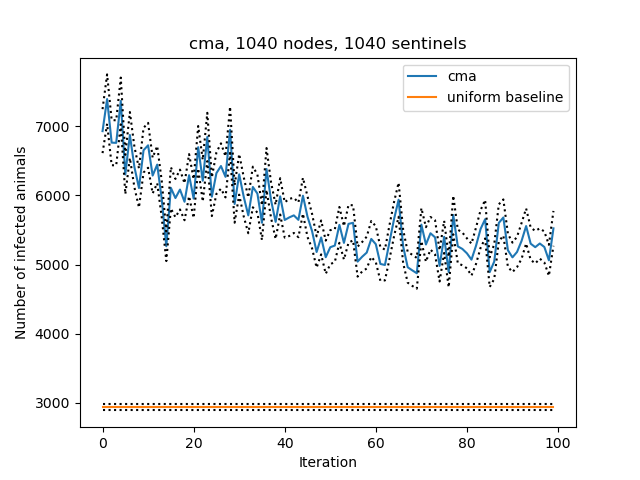 cma, 1040 nodes, 1040 sentinels
cma
uniform baseline
Number of infected animals
7000
6000
5000
4000
3000
0 20 40 60 80 100
Iteration